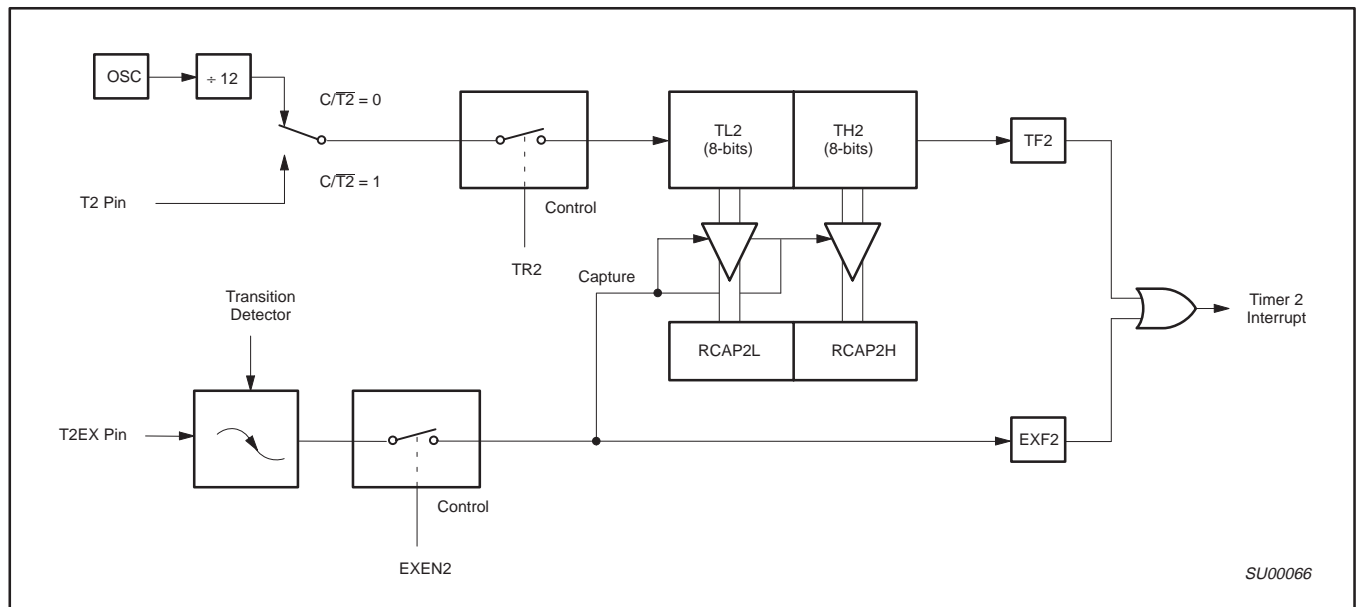 OSC
÷ 12
C/T2̅ = 0
TL2
(8-bits)
TH2
(8-bits)
TF2
C/T2̅ = 1
T2 Pin
Control
TR2
Capture
Transition
Detector
Timer 2
Interrupt
RCAP2L
RCAP2H
T2EX Pin
EXF2
Control
EXEN2
SU00066